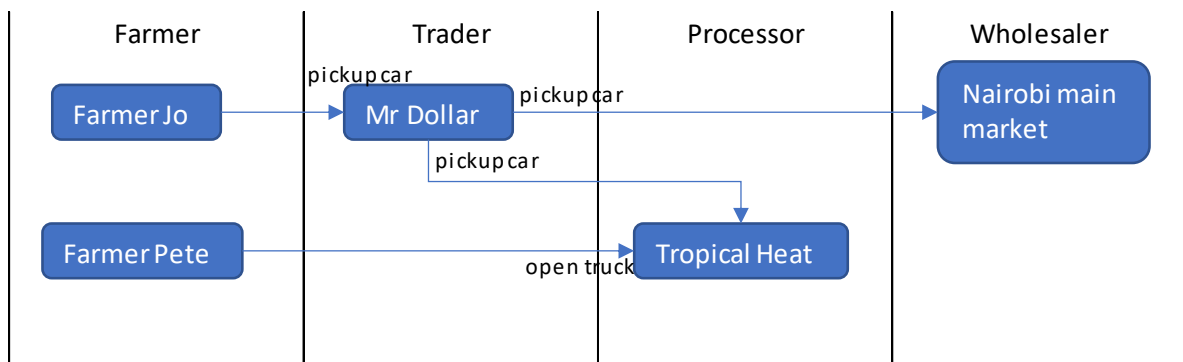 Farmer
Trader
Processor
Wholesaler
pickup car
Farmer Jo
Mr Dollar
pickup car
Nairobi main
market
pickup car
Farmer Pete
Tropical Heat
open truck